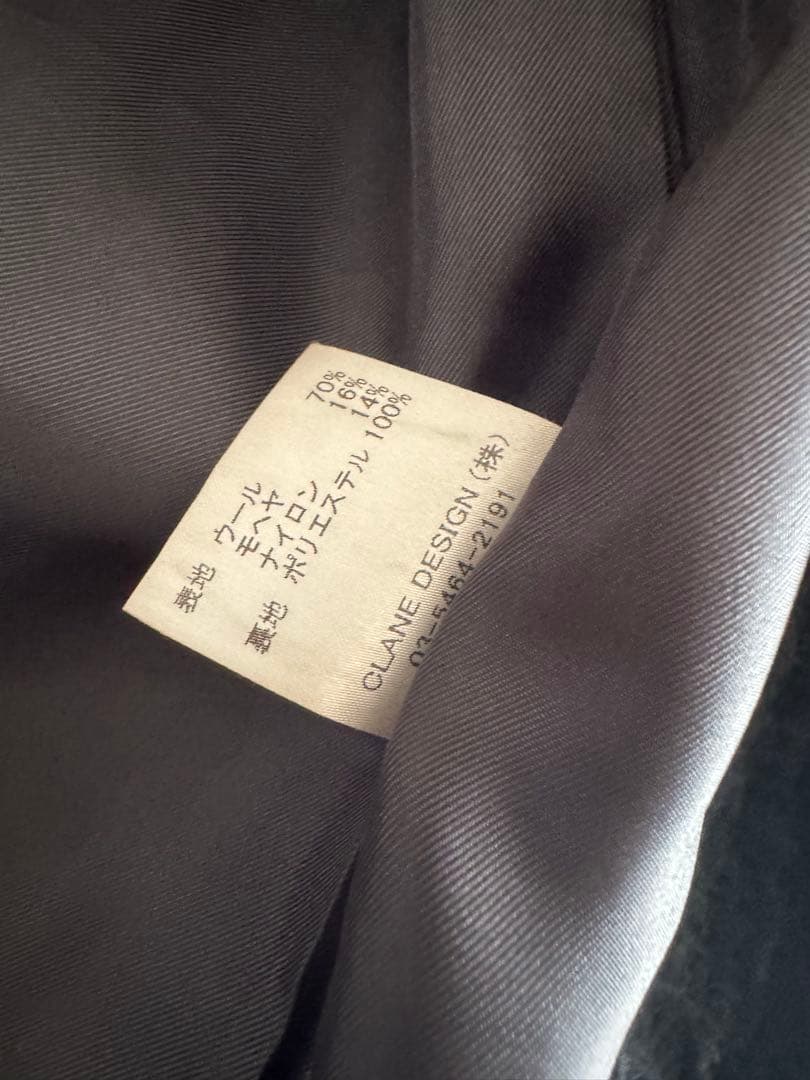 表地 ウール 70%
モヘヤ 16%
ナイロン 14%
裏地 ポリエステル 100%
CLANE DESIGN (株)
03-5464-2191